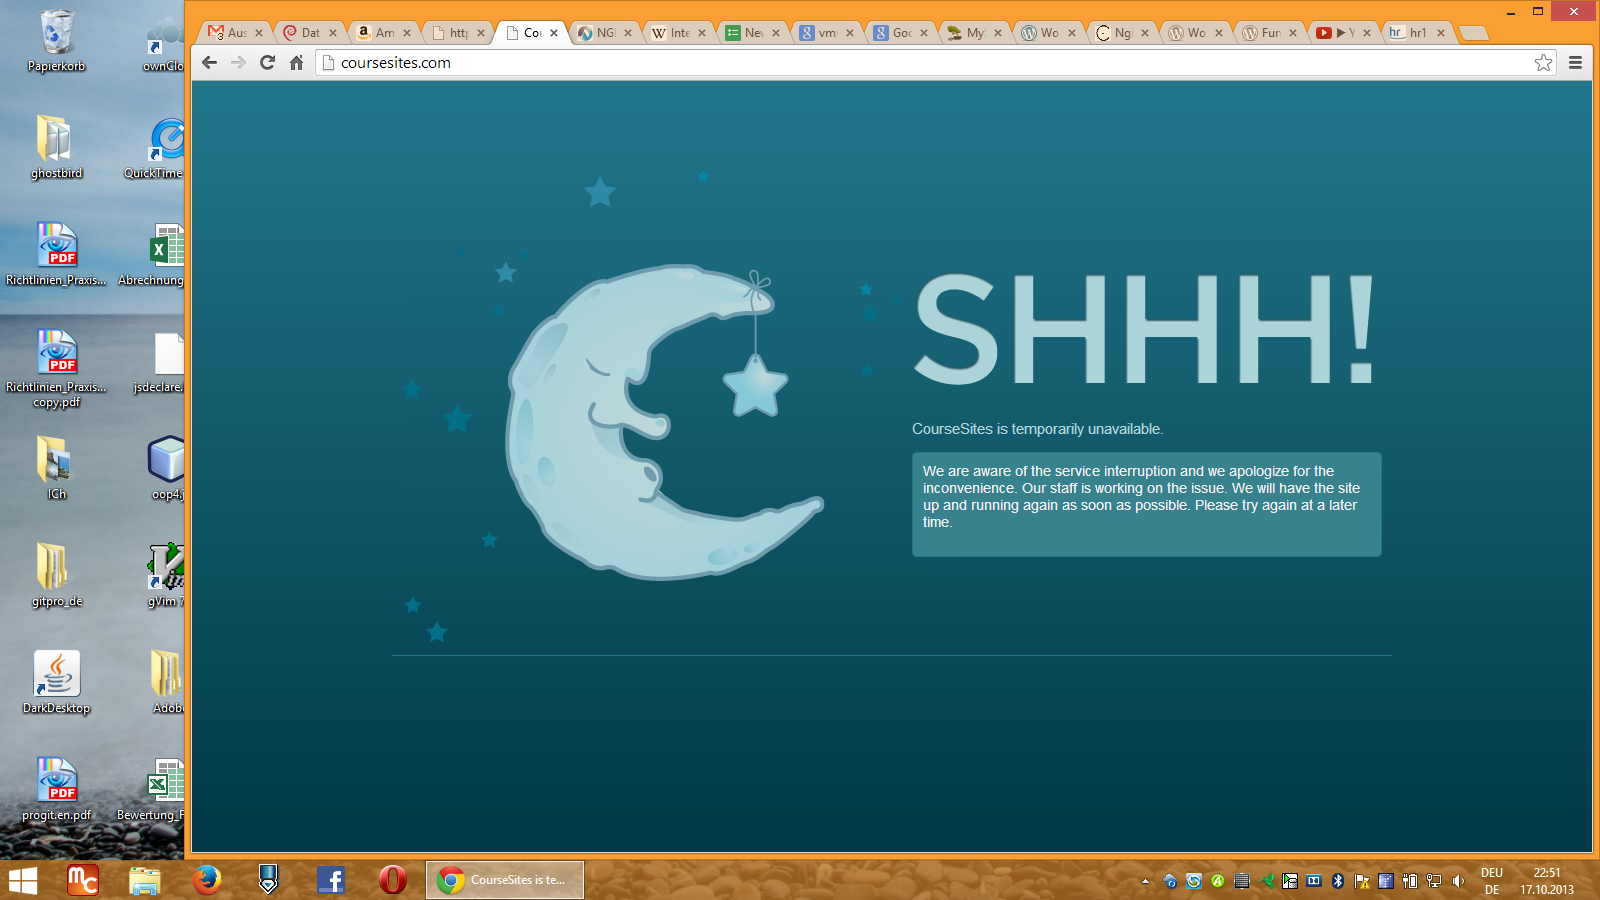 Aus
Dat
Am
http
Cou
Inte
Nev
vm
Goo
My
Wo
Ng
Wo
Fur
hr1
coursesites.com
Papierkorb
ownClo
ghostbird
QuickTime
Richtlinien_Praxis...
Abrechnung
Richtlinien_Praxis...
copy.pdf
jsdeclare.
ICh
oop4.j
gitpro_de
gVim 7
DarkDesktop
Adobe
progit.en.pdf
Bewertung_F
SHHH!
CourseSites is temporarily unavailable.
We are aware of the service interruption and we apologize for the
inconvenience. Our staff is working on the issue. We will have the site
up and running again as soon as possible. Please try again at a later
time.
CourseSites is te...
DEU
DE
22:51
17.10.2013